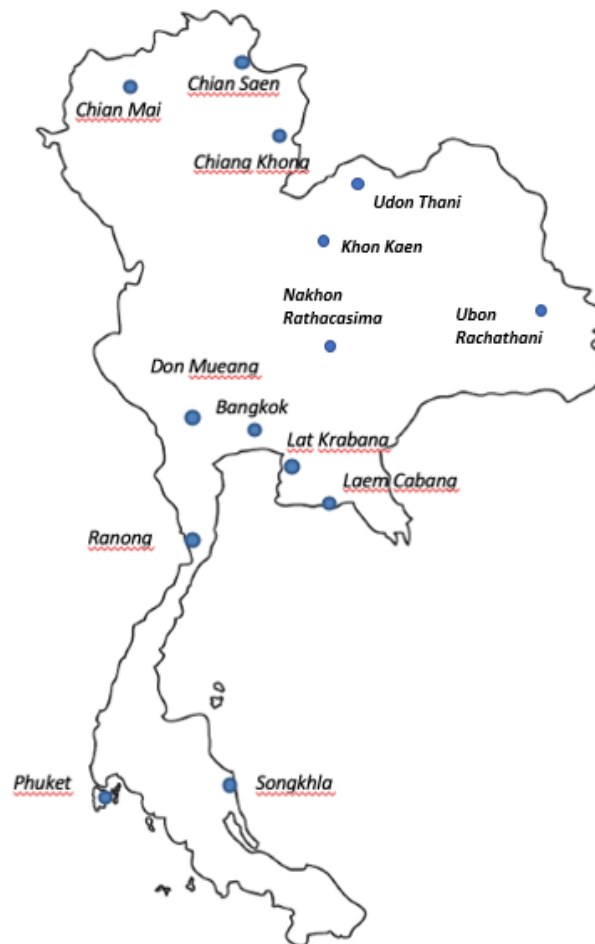 Chian Saen
Chian Mai
Chiang Khong
Udon Thani
Khon Kaen
Nakhon
Rathacasima
Ubon
Rachathani
Don Mueang
Bangkok
Lat Krabana
Laem Cabang
Ranong
Phuket
Songkhla